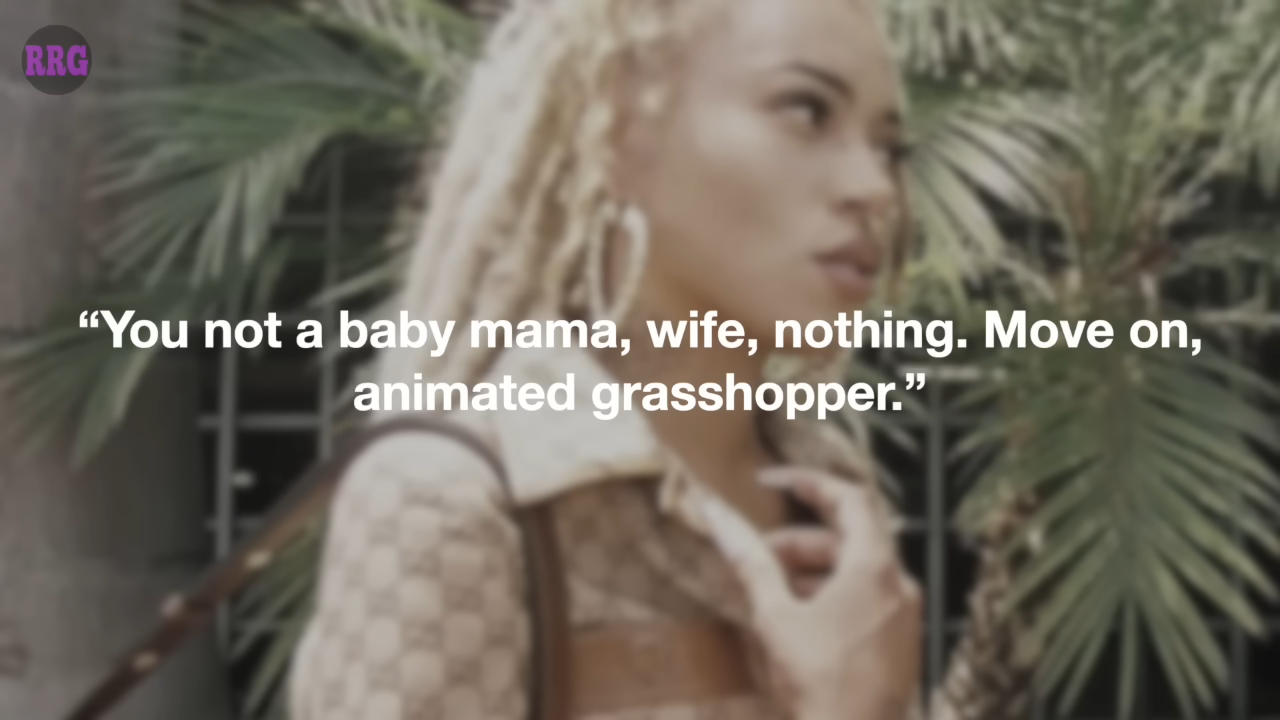 RRG
“You not a baby mama, wife, nothing. Move on,
animated grasshopper.”